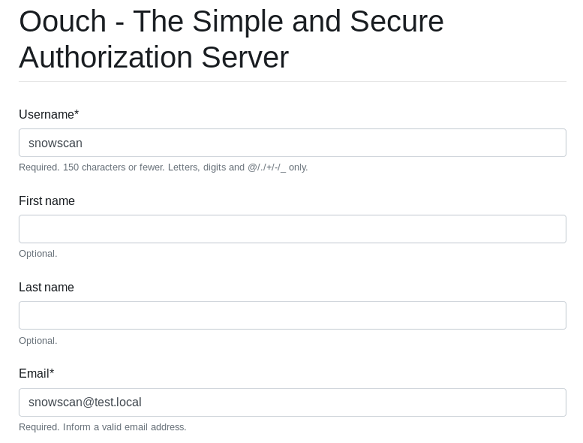 Oouch - The Simple and Secure
Authorization Server
Username*
snowscan
Required. 150 characters or fewer. Letters, digits and @/./+/-/_ only.
First name
Optional.
Last name
Optional.
Email*
snowscan@test.local
Required. Inform a valid email address.